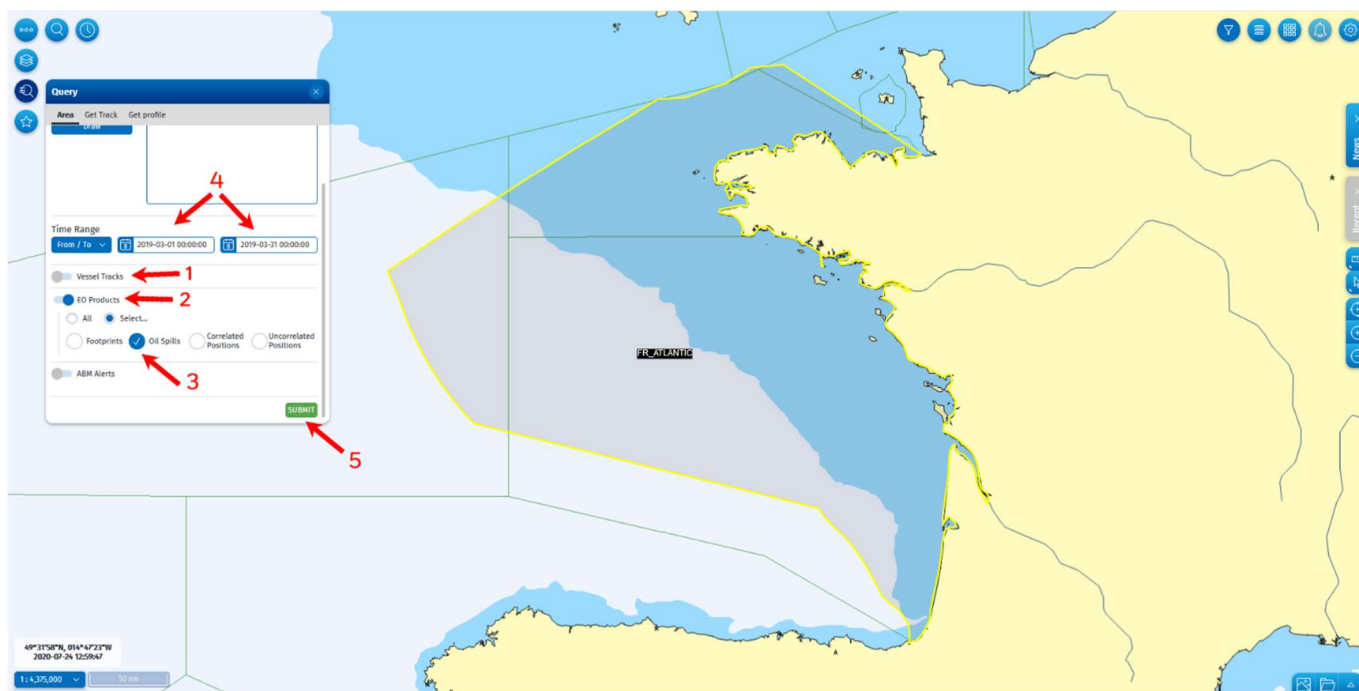 Query
Area Get Track Get profile
Draw
4
Time Range
From / To 2019-03-01 00:00:00 2019-03-31 00:00:00
Vessel Tracks 1
EO Products 2
All Select...
Footprints Oil Spills Correlated Positions Uncorrelated Positions
3
ABM Alerts
SUBMIT
5
FR_ATLANTIC
News
Recent
49°31'58"N, 014°47'23"W
2020-07-24 12:59:47
1 : 4,375,000 50 nm